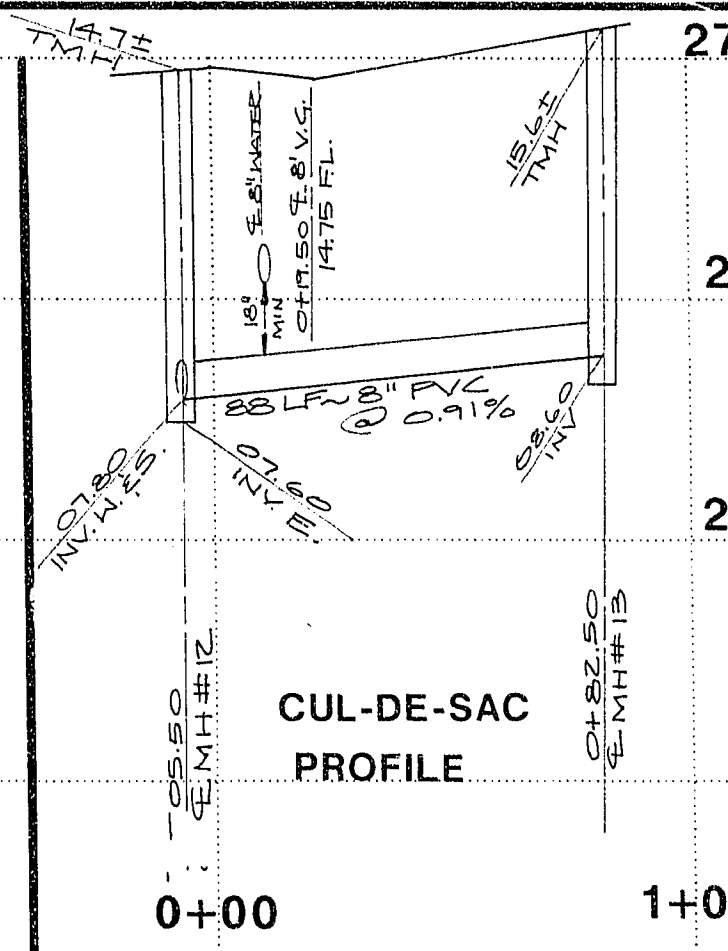 14.7±
TMH
27
℄ 8" WATER
18"
MIN
0+19.50 ℄ 8' V.G.
14.75 FL.
15.6±
TMH
2
88 LF~ 8" PVC
@ 0.91%
07.80
INV. W. & S.
07.60
INV. E.
08.60
INV
2
-05.50
℄ MH #12
0+82.50
℄ MH #13
CUL-DE-SAC
PROFILE
0+00
1+0